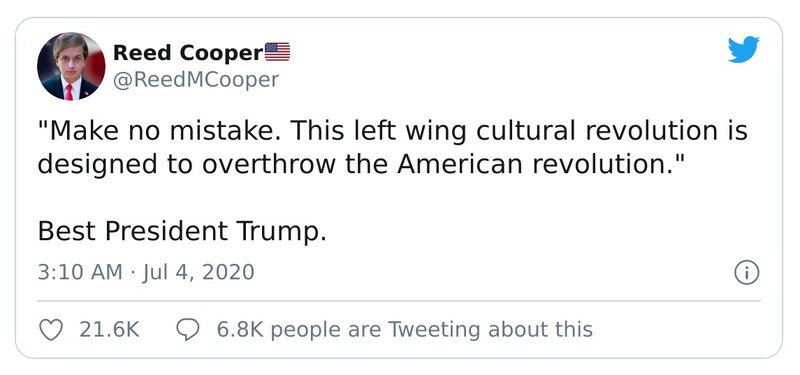 Reed Cooper🇺🇸
@ReedMCooper
"Make no mistake. This left wing cultural revolution is
designed to overthrow the American revolution."
Best President Trump.
3:10 AM · Jul 4, 2020
21.6K 6.8K people are Tweeting about this